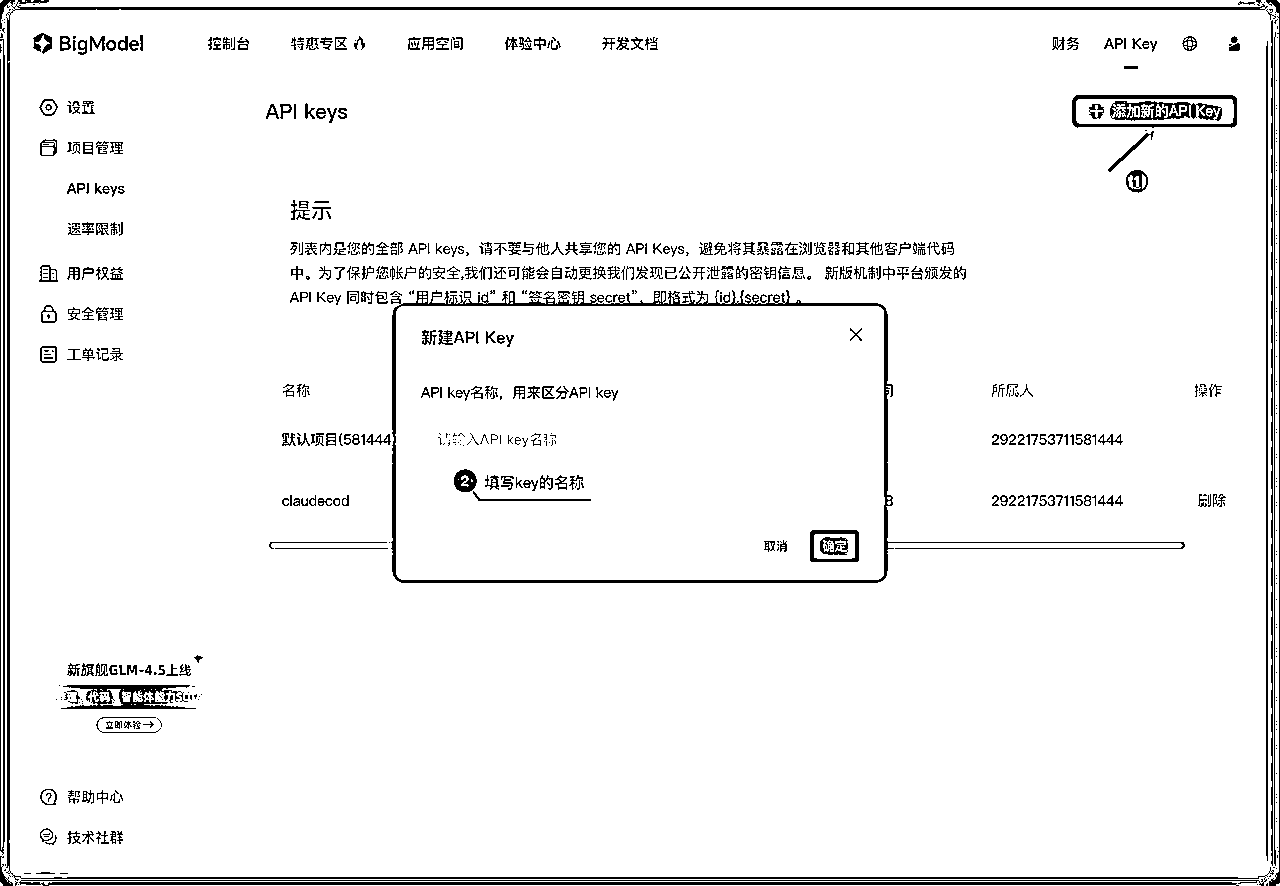 BigModel 控制台 特惠专区 应用空间 体验中心 开发文档 财务 API Key
设置
项目管理
API keys
速率限制
用户权益
安全管理
工单记录
新旗舰GLM-4.5上线
立即体验→
帮助中心
技术社群
API keys
+ 添加新的API Key
1
提示
列表内是您的全部 API keys，请不要与他人共享您的 API Keys，避免将其暴露在浏览器和其他客户端代码
中。为了保护您帐户的安全,我们还可能会自动更换我们发现已公开泄露的密钥信息。 新版机制中平台颁发的
API Key 同时包含 “用户标识 id” 和 “签名密钥 secret”，即格式为 {id}.{secret} 。
名称 所属人 操作
默认项目(581444) 29221753711581444
claudecod 29221753711581444 删除
新建API Key
API key名称，用来区分API key
请输入API key名称
2 填写key的名称
取消 确定